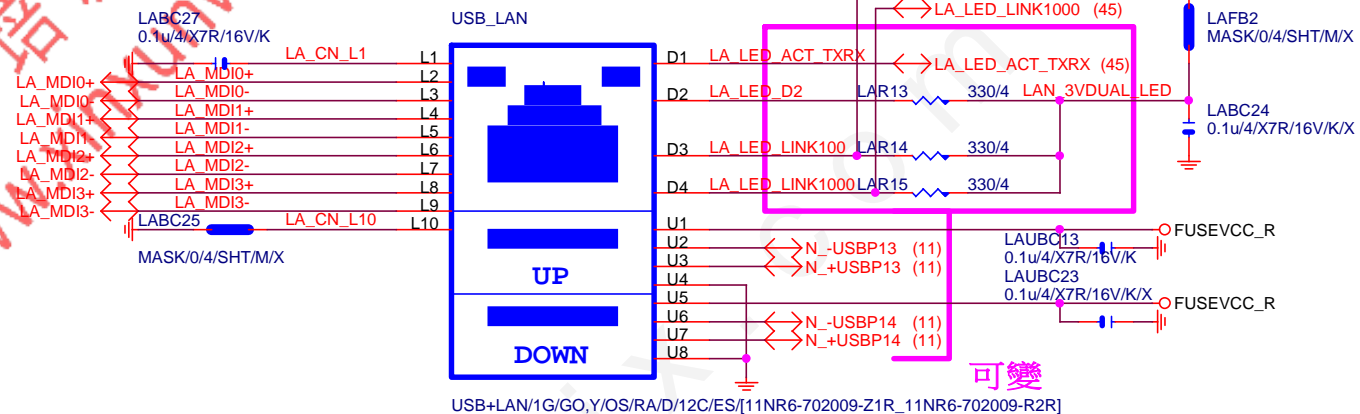 LABC27
0.1u/4/X7R/16V/K
USB_LAN
LA_LED_LINK1000 (45)
LAFB2
MASK/0/4/SHT/M/X
LA_CN_L1
L1
D1
LA_LED_ACT_TXRX
LA_LED_ACT_TXRX (45)
LA_MDI0+
LA_MDI0+
L2
LA_MDI0-
LA_MDI0-
L3
D2
LA_LED_D2
LAR13
330/4
LAN_3VDUAL_LED
LABC24
0.1u/4/X7R/16V/K/X
LA_MDI1+
LA_MDI1+
L4
LA_MDI1-
LA_MDI1-
L5
LA_MDI2+
LA_MDI2+
L6
D3
LA_LED_LINK100
LAR14
330/4
LA_MDI2-
LA_MDI2-
L7
LA_MDI3+
LA_MDI3+
L8
D4
LA_LED_LINK1000
LAR15
330/4
LA_MDI3-
LA_MDI3-
L9
LABC25
LA_CN_L10
L10
MASK/0/4/SHT/M/X
U1
FUSEVCC_R
U2
N_-USBP13 (11)
LAUBC13
0.1u/4/X7R/16V/K
U3
N_+USBP13 (11)
UP
U4
LAUBC23
0.1u/4/X7R/16V/K/X
U5
FUSEVCC_R
U6
N_-USBP14 (11)
U7
N_+USBP14 (11)
DOWN
U8
可變
USB+LAN/1G/GO,Y/OS/RA/D/12C/ES/[11NR6-702009-Z1R_11NR6-702009-R2R]